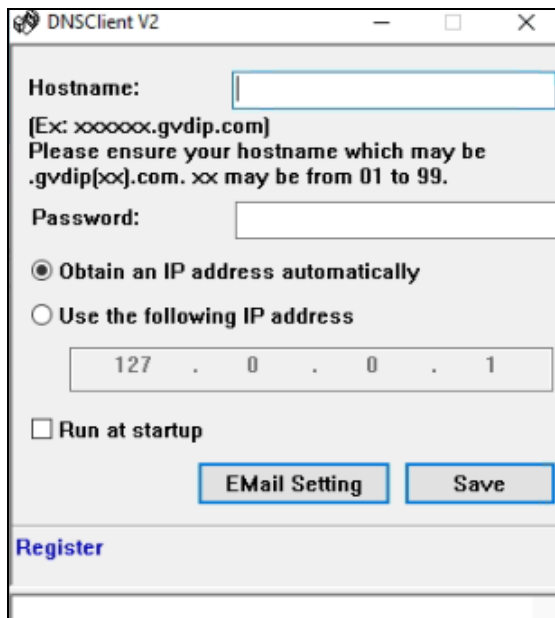 DNSClient V2
Hostname:
(Ex: xxxxxx.gvdip.com)
Please ensure your hostname which may be
.gvdip(xx).com. xx may be from 01 to 99.
Password:
Obtain an IP address automatically
Use the following IP address
127 . 0 . 0 . 1
Run at startup
EMail Setting Save
Register